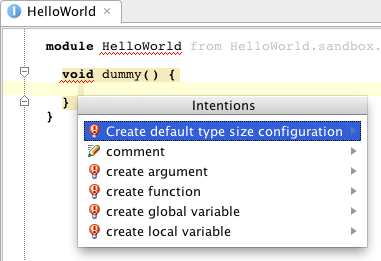 HelloWorld
module HelloWorld from HelloWorld.sandbox.
void dummy() {
}
}
Intentions
Create default type size configuration
comment
create argument
create function
create global variable
create local variable